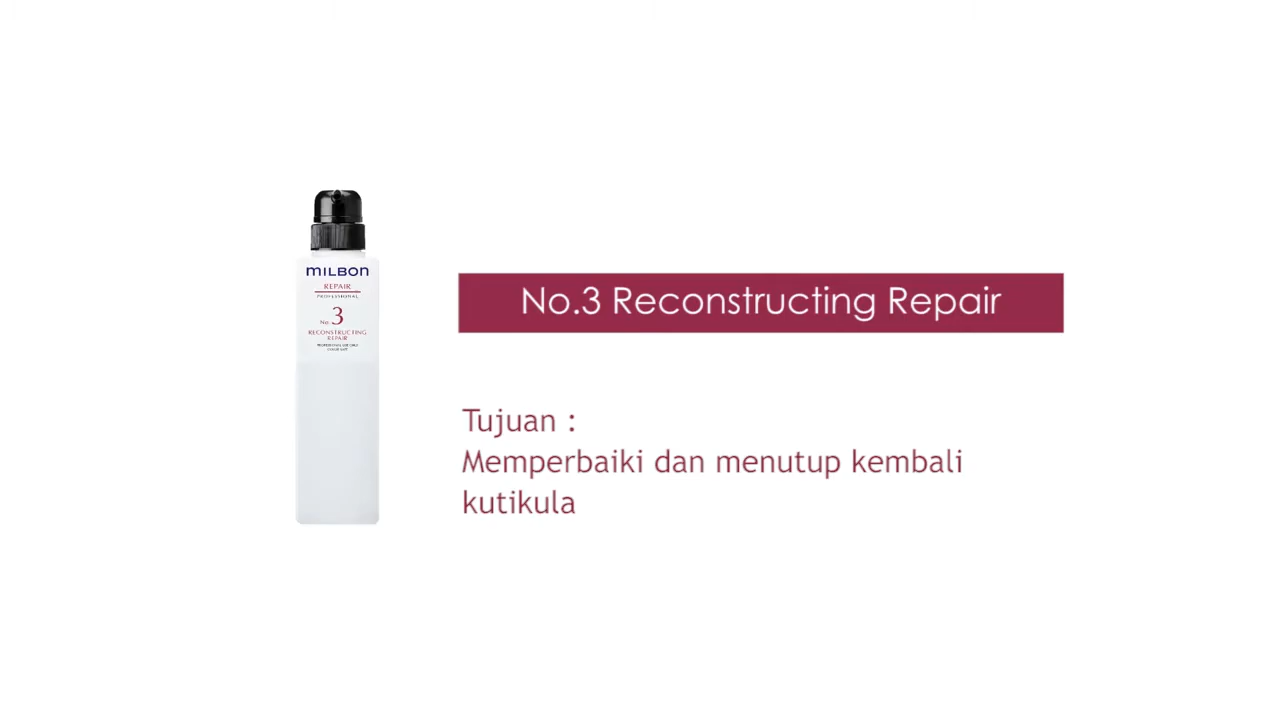 MILBON
REPAIR
PROFESSIONAL
No. 3
RECONSTRUCTING
REPAIR
No.3 Reconstructing Repair
Tujuan :
Memperbaiki dan menutup kembali
kutikula